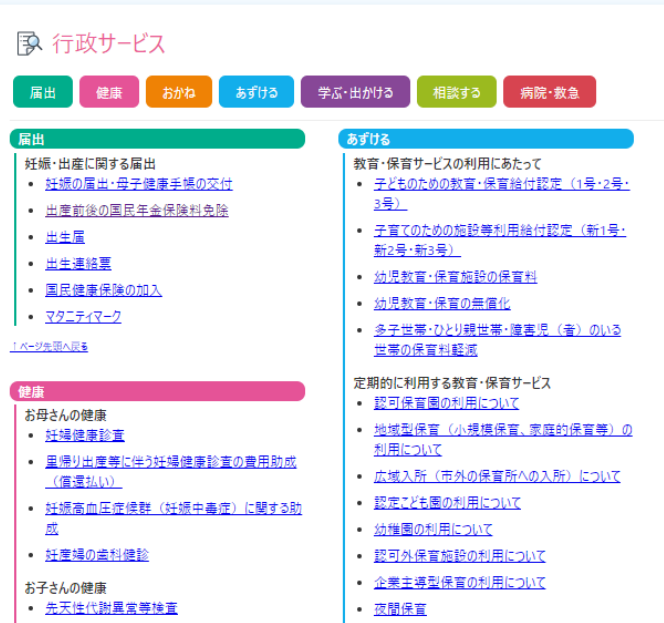 行政サービス
届出
健康
おかね
あずける
学ぶ・出かける
相談する
病院・救急
届出
妊娠・出産に関する届出
妊娠の届出・母子健康手帳の交付
出産前後の国民年金保険料免除
出生届
出生連絡票
国民健康保険の加入
マタニティマーク
↑ページ先頭へ戻る
健康
お母さんの健康
妊婦健康診査
里帰り出産等に伴う妊婦健康診査の費用助成
（償還払い）
妊娠高血圧症候群（妊娠中毒症）に関する助
成
妊産婦の歯科健診
お子さんの健康
先天性代謝異常等検査
あずける
教育・保育サービスの利用にあたって
子どものための教育・保育給付認定（1号・2号・
3号）
子育てのための施設等利用給付認定（新1号・
新2号・新3号）
幼児教育・保育施設の保育料
幼児教育・保育の無償化
多子世帯・ひとり親世帯・障害児（者）のいる
世帯の保育料軽減
定期的に利用する教育・保育サービス
認可保育園の利用について
地域型保育（小規模保育、家庭的保育等）の
利用について
広域入所（市外の保育所への入所）について
認定こども園の利用について
幼稚園の利用について
認可外保育施設の利用について
企業主導型保育の利用について
夜間保育